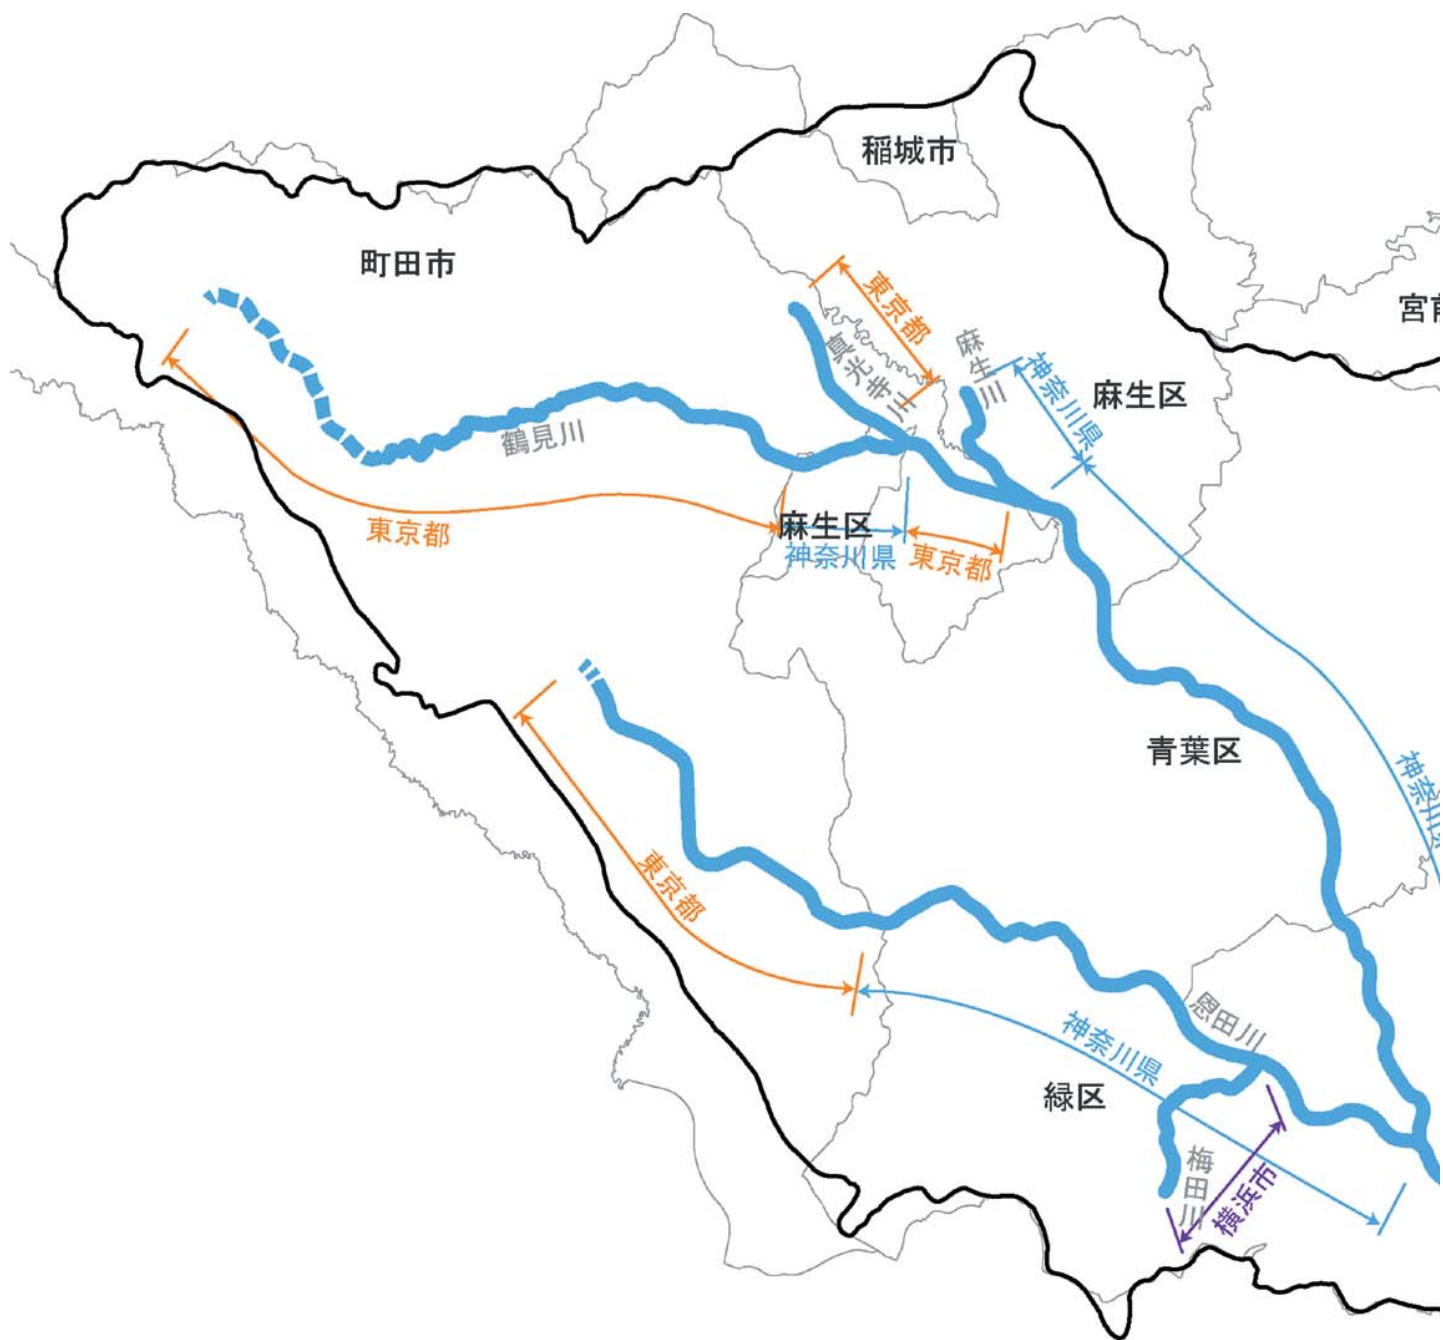 稲城市
町田市
東京都
真光寺川
麻生川
神奈川県
麻生区
宮前
鶴見川
東京都
麻生区
神奈川県
東京都
青葉区
神奈川県
東京都
恩田川
神奈川県
緑区
梅田川
横浜市